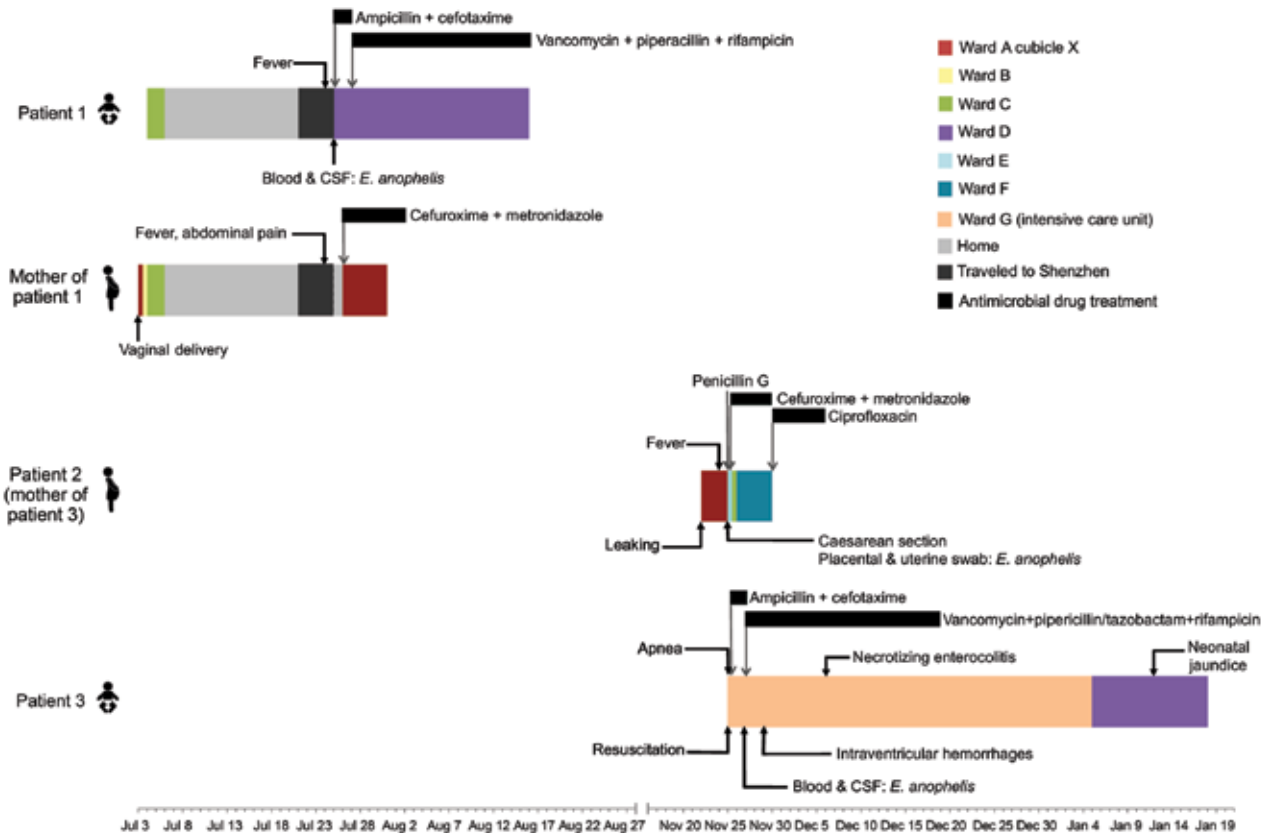 Ampicillin + cefotaxime
Vancomycin + piperacillin + rifampicin
Fever
Patient 1
Blood & CSF: E. anophelis
Cefuroxime + metronidazole
Fever, abdominal pain
Mother of
patient 1
Vaginal delivery
Ward A cubicle X
Ward B
Ward C
Ward D
Ward E
Ward F
Ward G (intensive care unit)
Home
Traveled to Shenzhen
Antimicrobial drug treatment
Penicillin G
Cefuroxime + metronidazole
Ciprofloxacin
Fever
Patient 2
(mother of
patient 3)
Leaking
Caesarean section
Placental & uterine swab: E. anophelis
Ampicillin + cefotaxime
Vancomycin+pipericillin/tazobactam+rifampicin
Apnea
Necrotizing enterocolitis
Neonatal
jaundice
Patient 3
Resuscitation
Intraventricular hemorrhages
Blood & CSF: E. anophelis
Jul 3 Jul 8 Jul 13 Jul 18 Jul 23 Jul 28 Aug 2 Aug 7 Aug 12 Aug 17 Aug 22 Aug 27 Nov 20 Nov 25 Nov 30 Dec 5 Dec 10 Dec 15 Dec 20 Dec 25 Dec 30 Jan 4 Jan 9 Jan 14 Jan 19